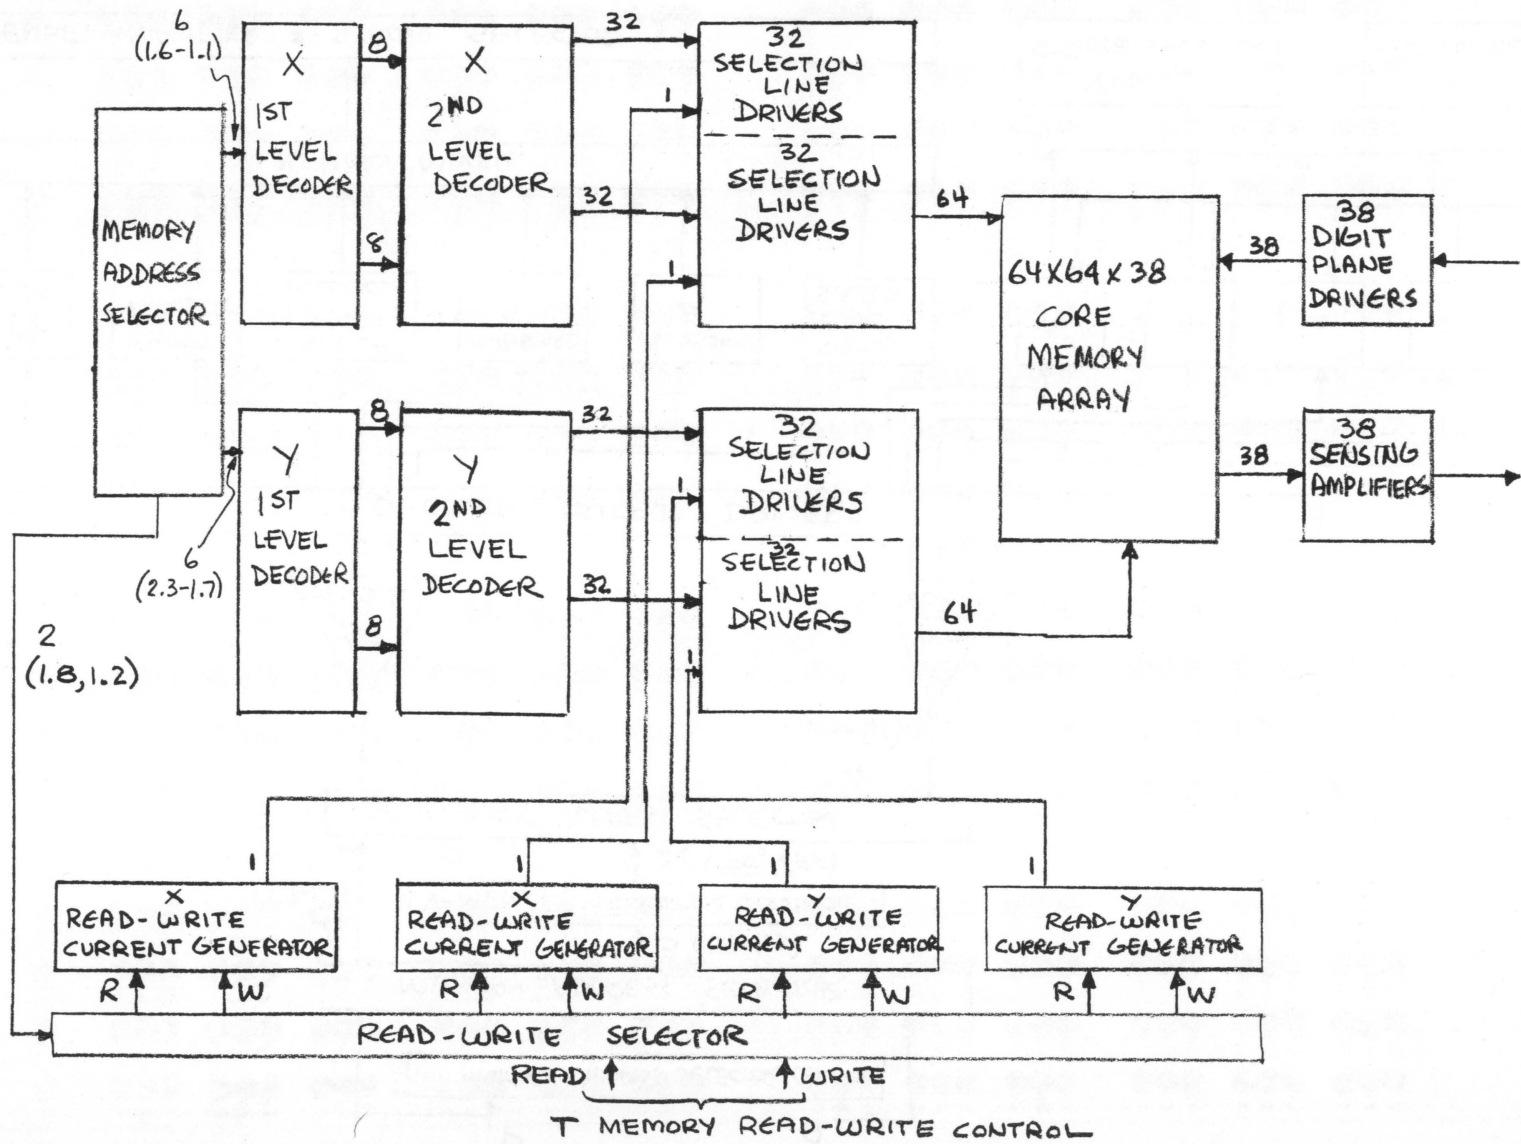 6
(1.6-1.1)
MEMORY
ADDRESS
SELECTOR
X
1ST
LEVEL
DECODER
8
8
X
2ND
LEVEL
DECODER
32
32
1
1
32
SELECTION
LINE
DRIVERS
32
SELECTION
LINE
DRIVERS
64
64X64X38
CORE
MEMORY
ARRAY
38
38
DIGIT
PLANE
DRIVERS
38
38
SENSING
AMPLIFIERS
6
(2.3-1.7)
Y
1ST
LEVEL
DECODER
8
8
Y
2ND
LEVEL
DECODER
32
32
1
1
32
SELECTION
LINE
DRIVERS
32
SELECTION
LINE
DRIVERS
64
2
(1.8,1.2)
1
X
READ-WRITE
CURRENT GENERATOR
R
W
1
X
READ-WRITE
CURRENT GENERATOR
R
W
1
Y
READ-WRITE
CURRENT GENERATOR
R
W
1
Y
READ-WRITE
CURRENT GENERATOR
R
W
READ-WRITE SELECTOR
READ
WRITE
T MEMORY READ-WRITE CONTROL